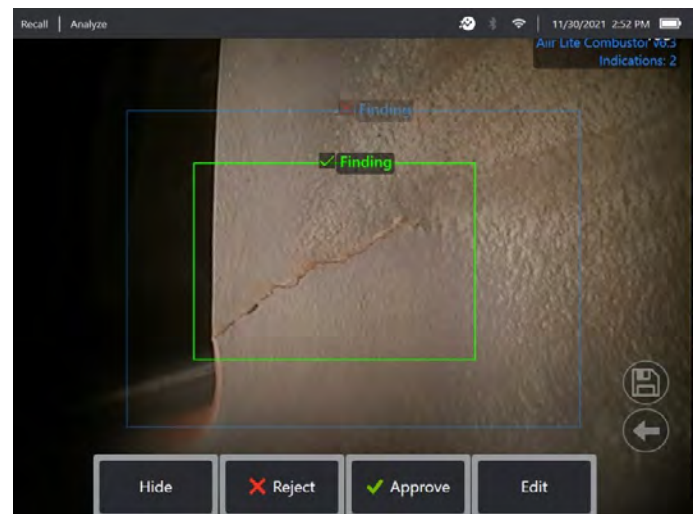 Recall | Analyze
11/30/2021 2:52 PM
Aiir Lite Combustor v0.3
Indications: 2
Finding
Finding
Hide
Reject
Approve
Edit